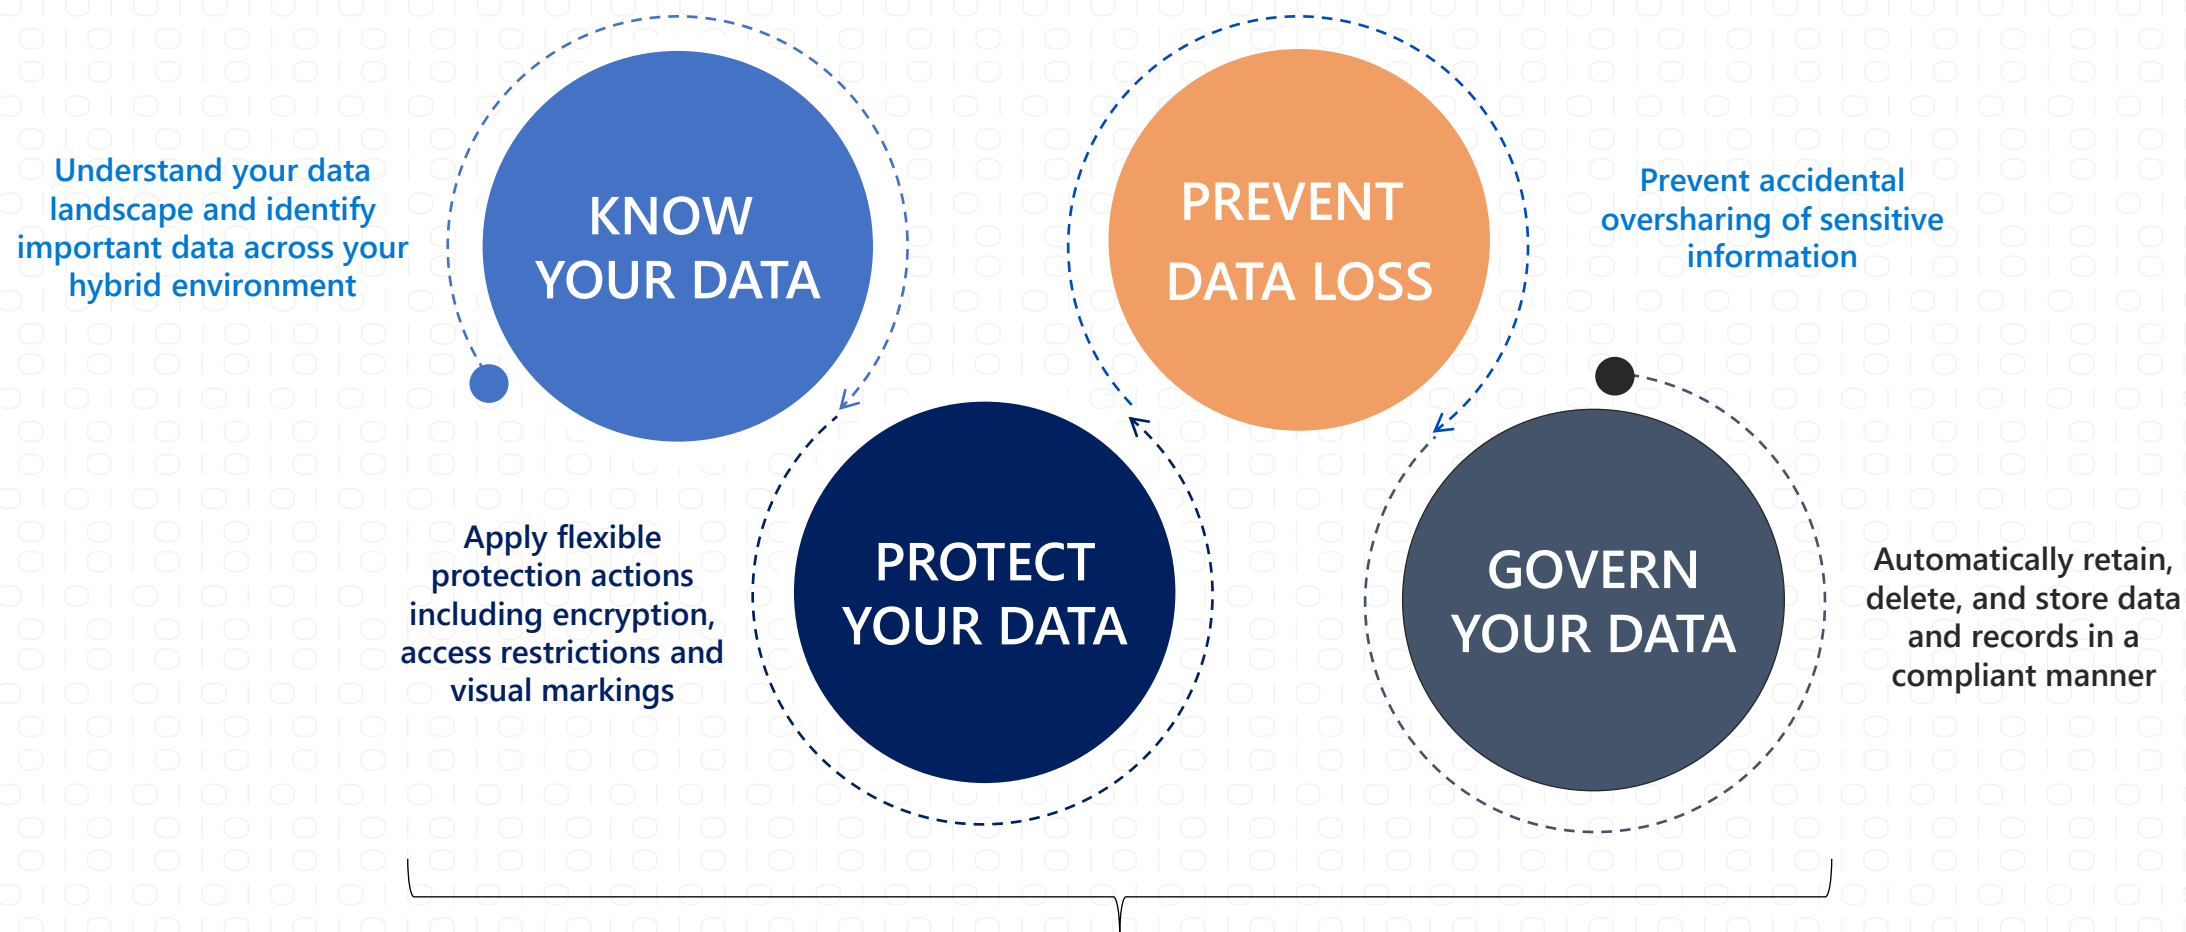 Understand your data
landscape and identify
important data across your
hybrid environment
KNOW
YOUR DATA
PREVENT
DATA LOSS
Prevent accidental
oversharing of sensitive
information
Apply flexible
protection actions
including encryption,
access restrictions and
visual markings
PROTECT
YOUR DATA
GOVERN
YOUR DATA
Automatically retain,
delete, and store data
and records in a
compliant manner